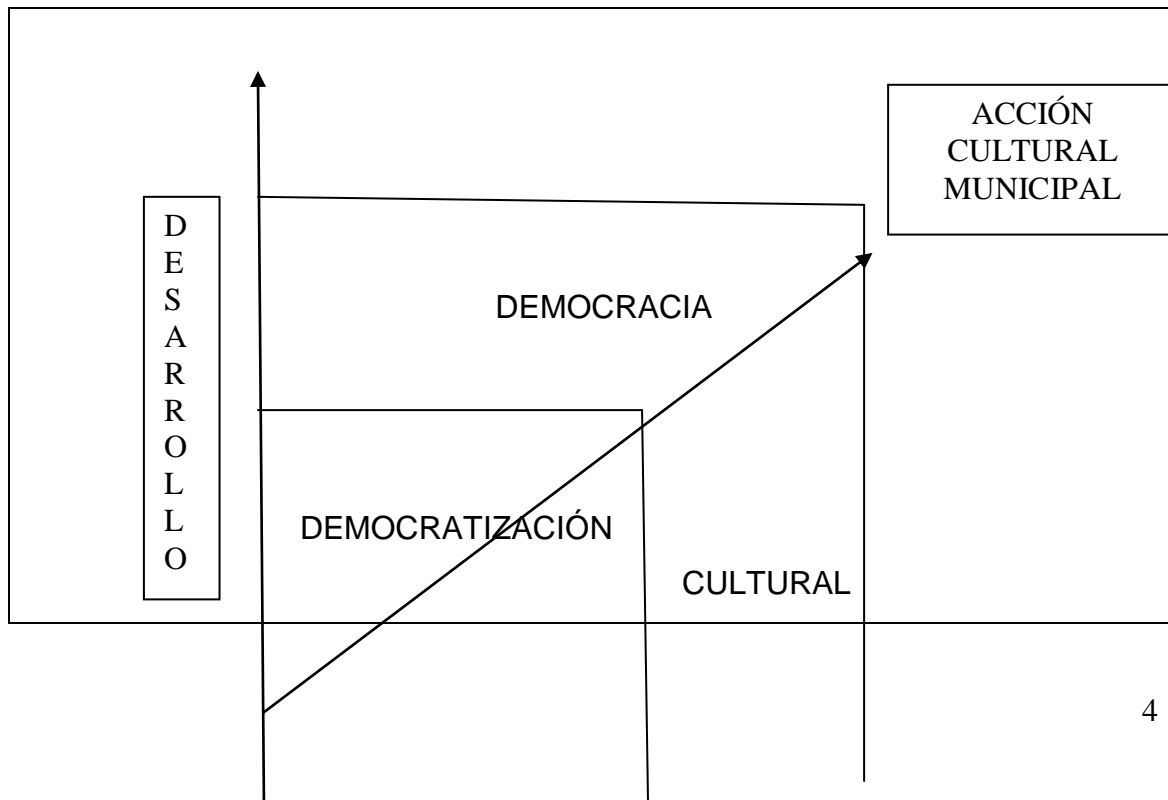 ACCIÓN
CULTURAL
MUNICIPAL
D
E
S
A
R
R
O
L
L
O
DEMOCRACIA
DEMOCRATIZACIÓN
CULTURAL
4